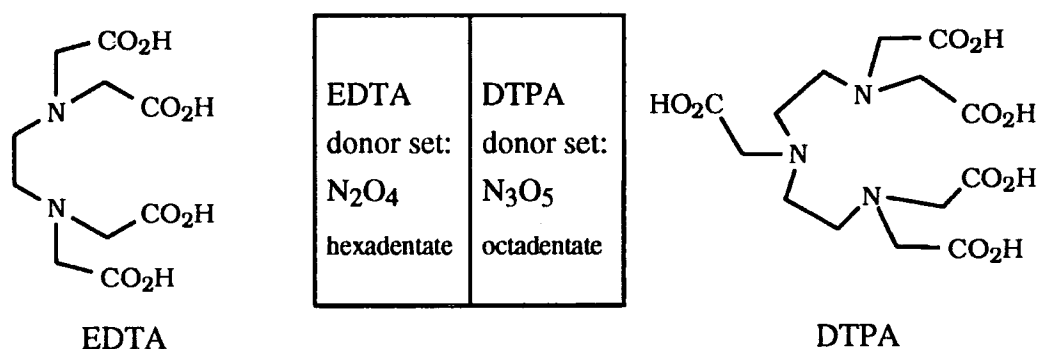 CO₂H
N
CO₂H
N
CO₂H
CO₂H
EDTA
EDTA
donor set:
N₂O₄
hexadentate
DTPA
donor set:
N₃O₅
octadentate
CO₂H
N
CO₂H
HO₂C
N
CO₂H
N
CO₂H
DTPA